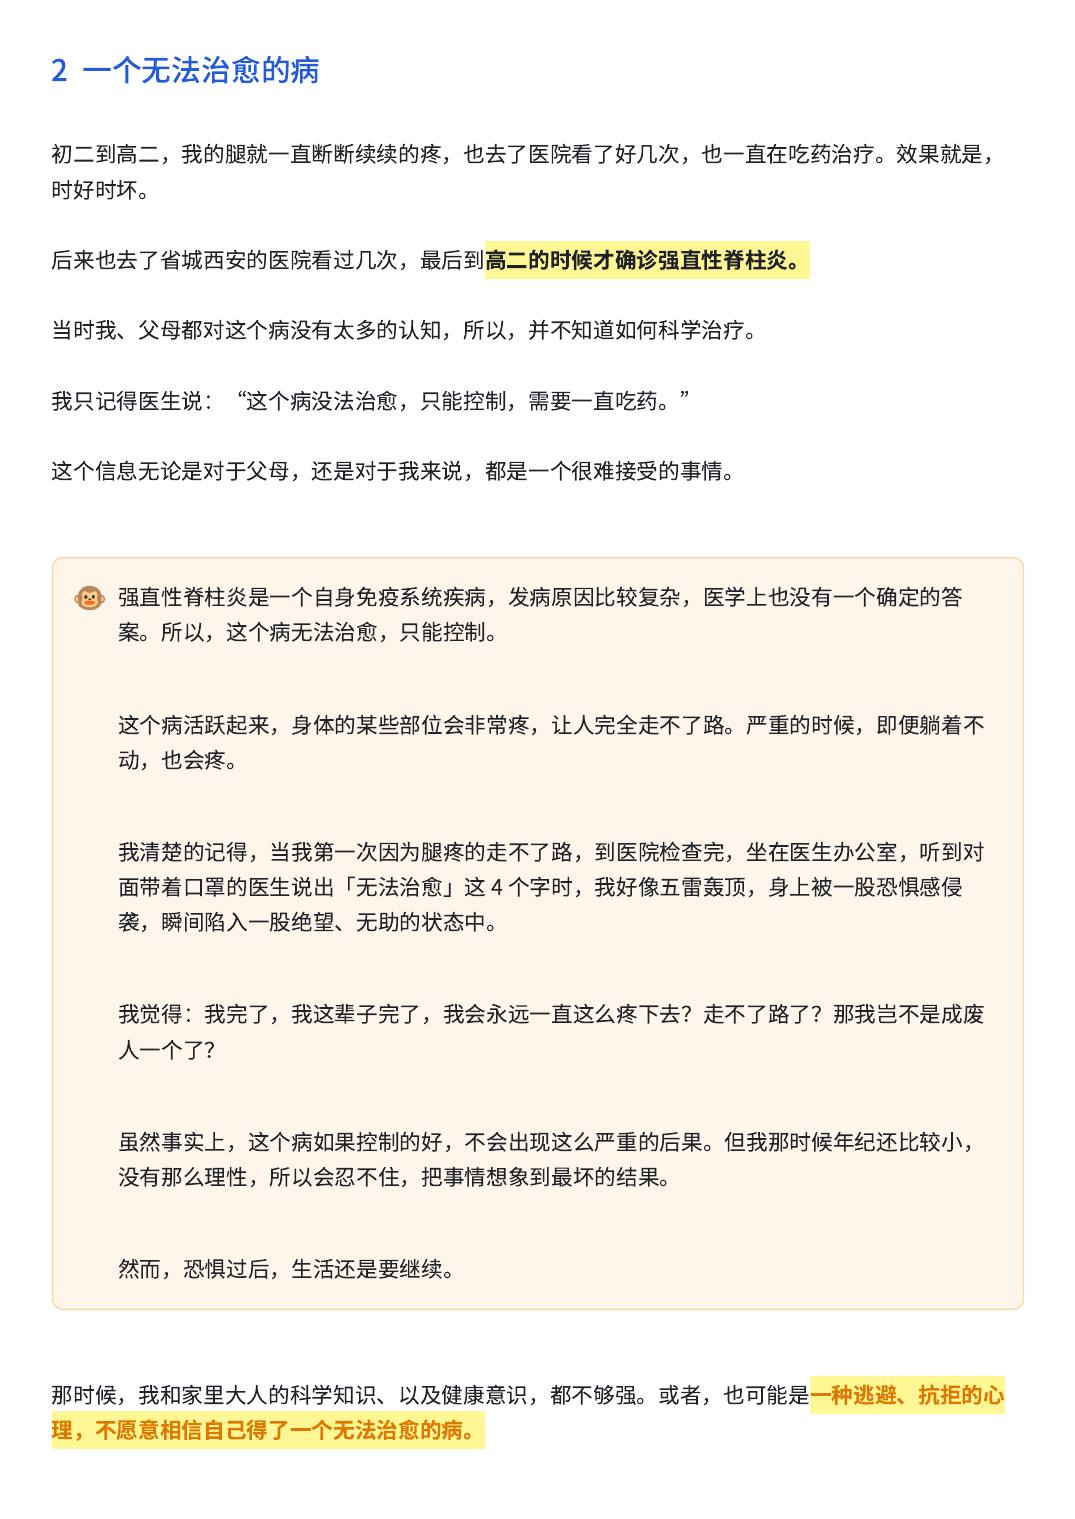 2 一个无法治愈的病
初二到高二，我的腿就一直断断续续的疼，也去了医院看了好几次，也一直在吃药治疗。效果就是，
时好时坏。
后来也去了省城西安的医院看过几次，最后到高二的时候才确诊强直性脊柱炎。
当时我、父母都对这个病没有太多的认知，所以，并不知道如何科学治疗。
我只记得医生说：“这个病没法治愈，只能控制，需要一直吃药。”
这个信息无论是对于父母，还是对于我来说，都是一个很难接受的事情。
强直性脊柱炎是一个自身免疫系统疾病，发病原因比较复杂，医学上也没有一个确定的答
案。所以，这个病无法治愈，只能控制。
这个病活跃起来，身体的某些部位会非常疼，让人完全走不了路。严重的时候，即便躺着不
动，也会疼。
我清楚的记得，当我第一次因为腿疼的走不了路，到医院检查完，坐在医生办公室，听到对
面带着口罩的医生说出「无法治愈」这 4 个字时，我好像五雷轰顶，身上被一股恐惧感侵
袭，瞬间陷入一股绝望、无助的状态中。
我觉得：我完了，我这辈子完了，我会永远一直这么疼下去？走不了路了？那我岂不是成废
人一个了？
虽然事实上，这个病如果控制的好，不会出现这么严重的后果。但我那时候年纪还比较小，
没有那么理性，所以会忍不住，把事情想象到最坏的结果。
然而，恐惧过后，生活还是要继续。
那时候，我和家里大人的科学知识、以及健康意识，都不够强。或者，也可能是一种逃避、抗拒的心
理，不愿意相信自己得了一个无法治愈的病。